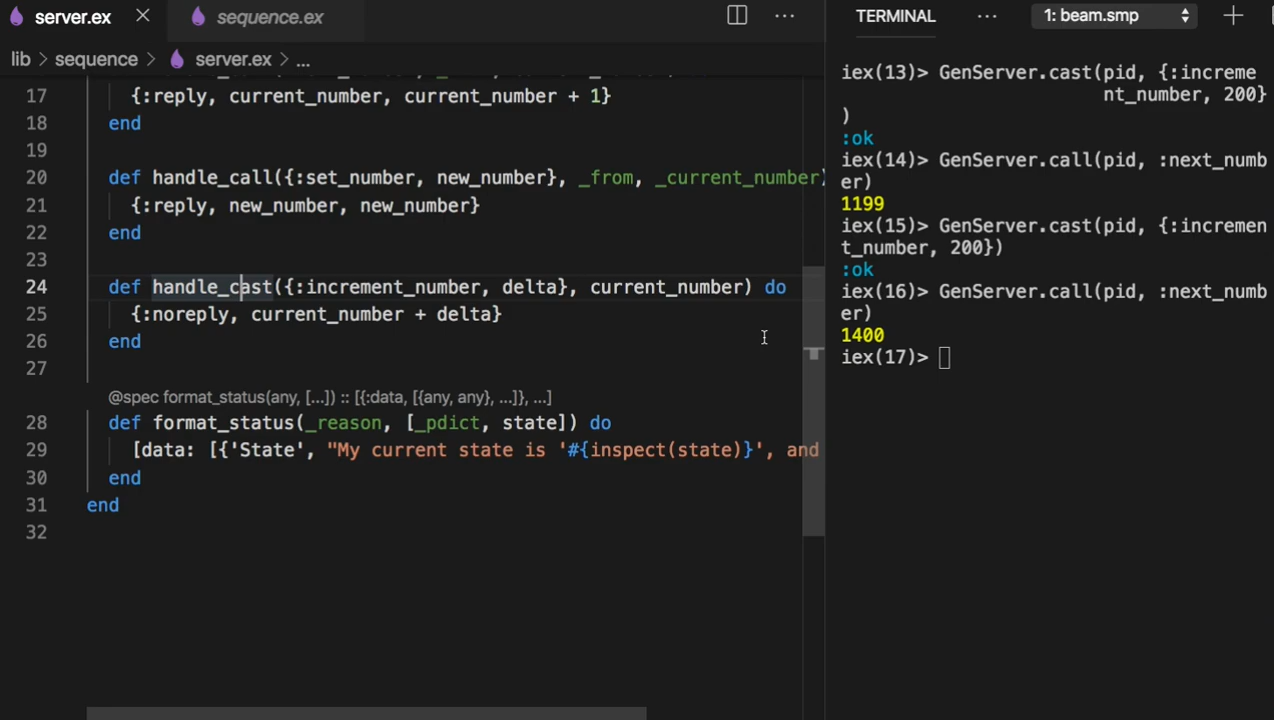 server.ex
sequence.ex
TERMINAL
1: beam.smp
lib > sequence > server.ex > ...
17 {:reply, current_number, current_number + 1}
18 end
19
20 def handle_call({:set_number, new_number}, _from, _current_number)
21 {:reply, new_number, new_number}
22 end
23
24 def handle_cast({:increment_number, delta}, current_number) do
25 {:noreply, current_number + delta}
26 end
27
@spec format_status(any, [...]) :: [{:data, [{any, any}, ...]}, ...]
28 def format_status(_reason, [_pdict, state]) do
29 [data: [{'State', "My current state is '#{inspect(state)}', and
30 end
31 end
32
iex(13)> GenServer.cast(pid, {:increme
nt_number, 200}
)
:ok
iex(14)> GenServer.call(pid, :next_numb
er)
1199
iex(15)> GenServer.cast(pid, {:incremen
t_number, 200})
:ok
iex(16)> GenServer.call(pid, :next_numb
er)
1400
iex(17)>